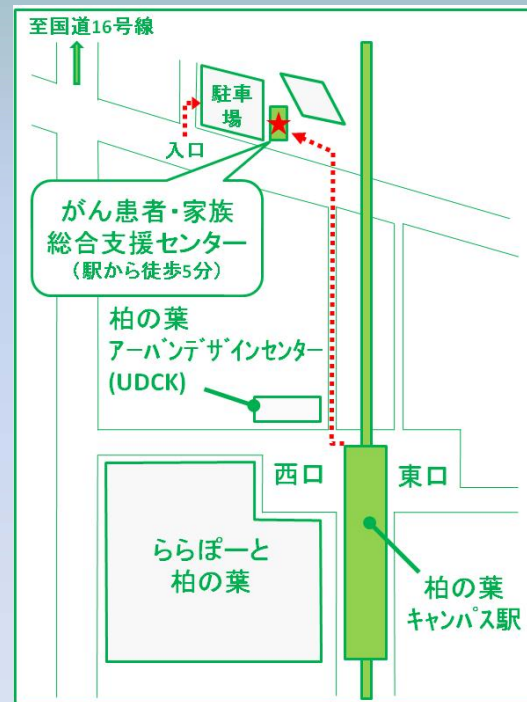 至国道16号線
駐車
場
入口
がん患者・家族
総合支援センター
（駅から徒歩5分）
柏の葉
アーバンデザインセンター
(UDCK)
西口
東口
ららぽーと
柏の葉
柏の葉
キャンパス駅